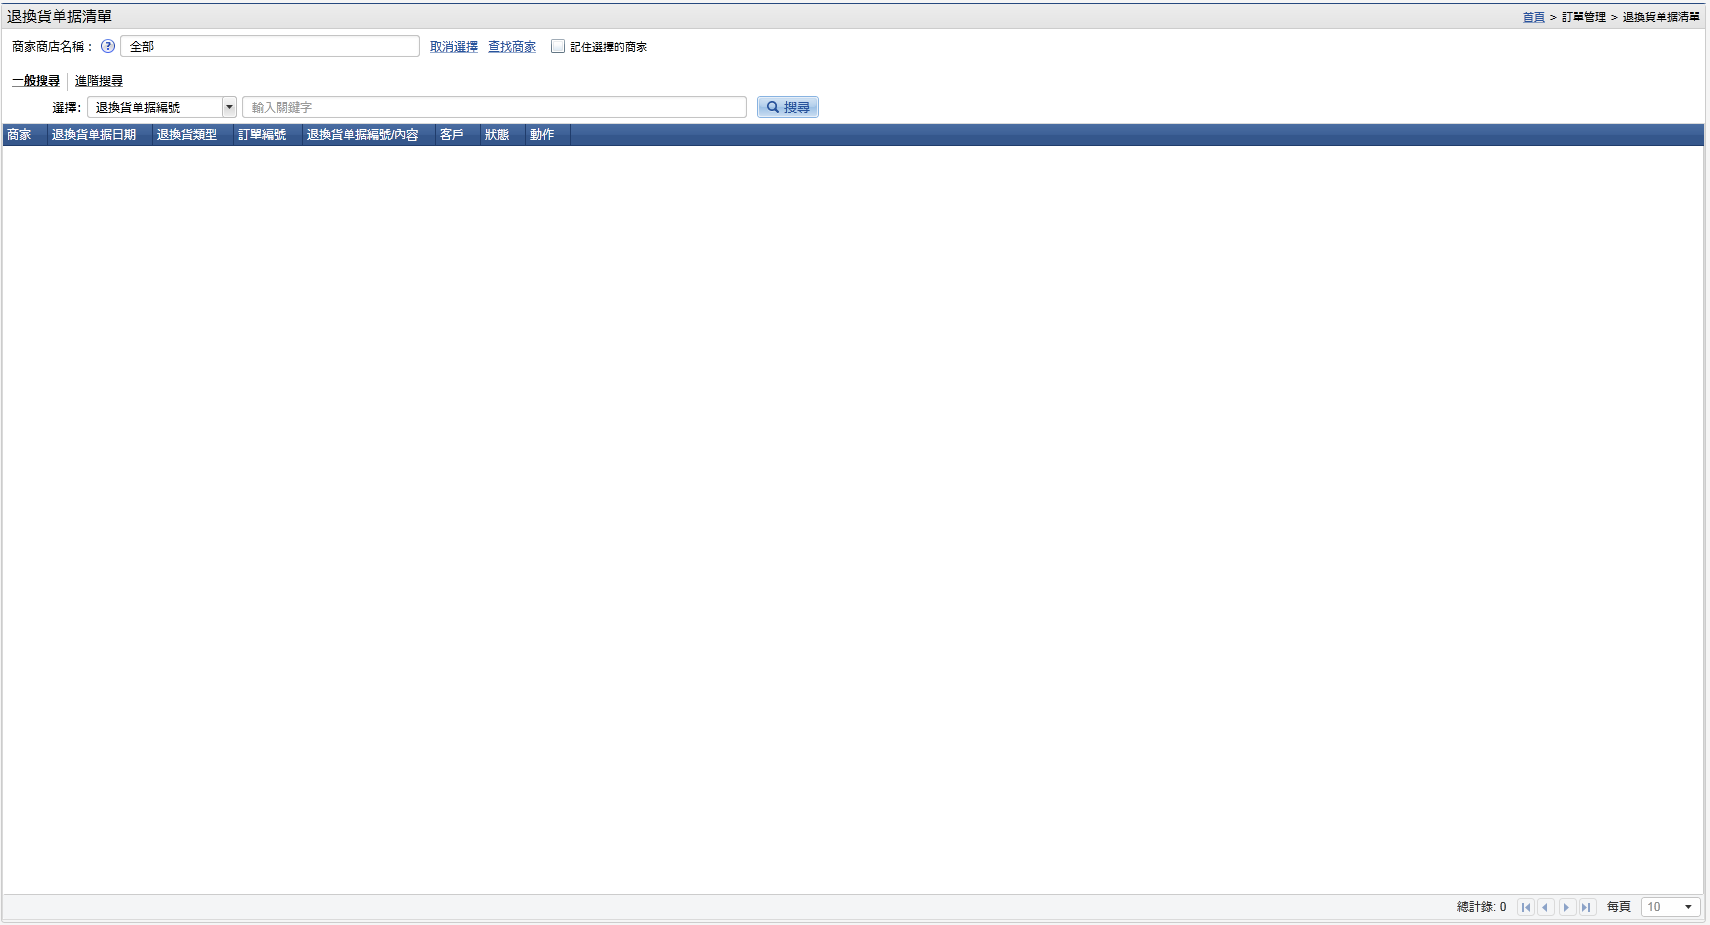 退換貨单据清單
首頁 > 訂單管理 > 退換貨单据清單
商家商店名稱： ? 全部 取消選擇 查找商家 記住選擇的商家
一般搜尋 進階搜尋
選擇: 退換貨单据編號 輸入關鍵字 搜尋
商家 退換貨单据日期 退換貨類型 訂單編號 退換貨单据編號/內容 客戶 狀態 動作
總計錄: 0 每頁 10